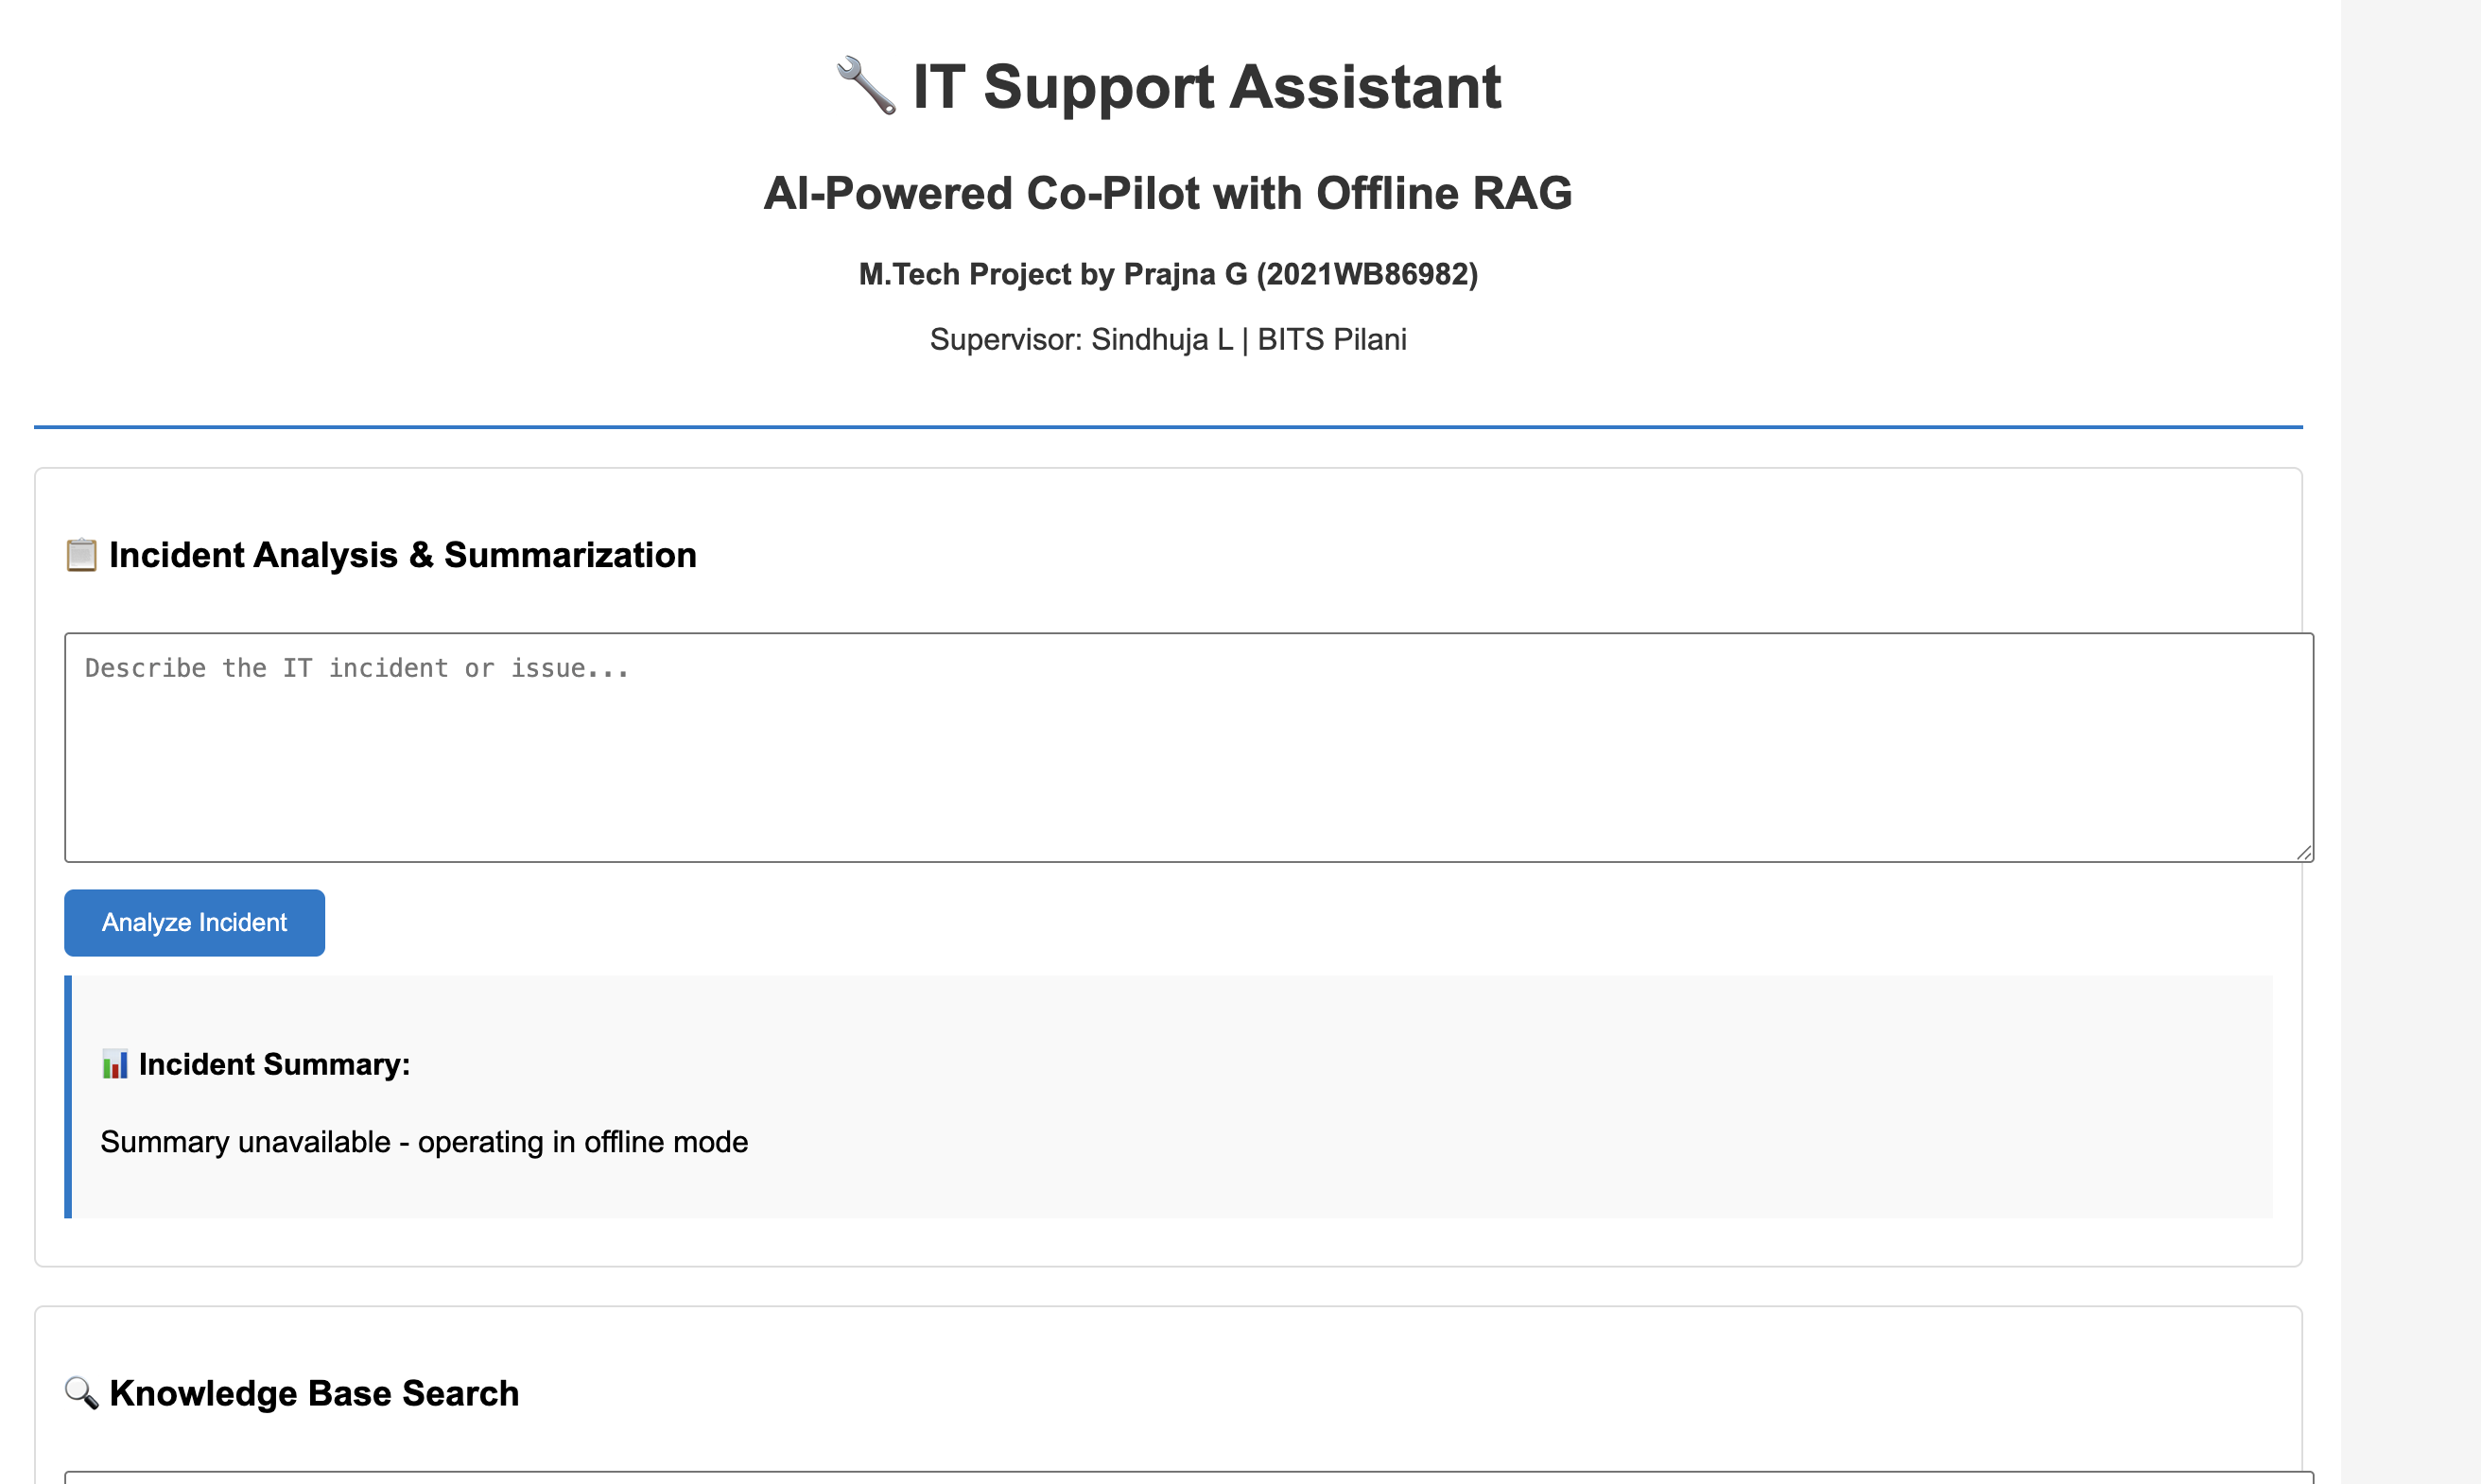 IT Support Assistant
AI-Powered Co-Pilot with Offline RAG
M.Tech Project by Prajna G (2021WB86982)
Supervisor: Sindhuja L | BITS Pilani
Incident Analysis & Summarization
Describe the IT incident or issue...
Analyze Incident
Incident Summary:
Summary unavailable - operating in offline mode
Knowledge Base Search